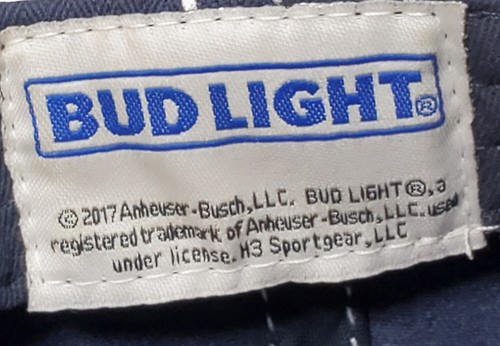 BUD LIGHT®
© 2017 Anheuser-Busch, LLC. BUD LIGHT®, a
registered trademark of Anheuser-Busch, LLC. used
under license. H3 Sportgear, LLC